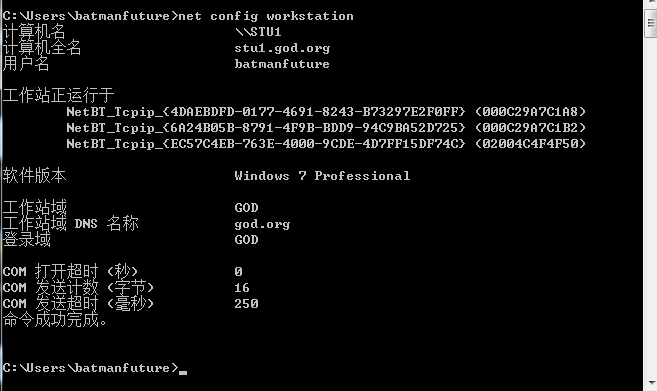 C:\Users\batmanfuture>net config workstation
计算机名 \\STU1
计算机全名 stu1.god.org
用户名 batmanfuture
工作站正运行于
NetBT_Tcpip_{4DAEBDFD-0177-4691-8243-B73297E2F0FF} (000C29A7C1A8)
NetBT_Tcpip_{6A24B05B-8791-4F9B-BDD9-94C9BA52D725} (000C29A7C1B2)
NetBT_Tcpip_{EC57C4EB-763E-4000-9CDE-4D7FF15DF74C} (02004C4F4F50)
软件版本 Windows 7 Professional
工作站域 GOD
工作站域 DNS 名称 god.org
登录域 GOD
COM 打开超时 (秒) 0
COM 发送计数 (字节) 16
COM 发送超时 (毫秒) 250
命令成功完成。
C:\Users\batmanfuture>_